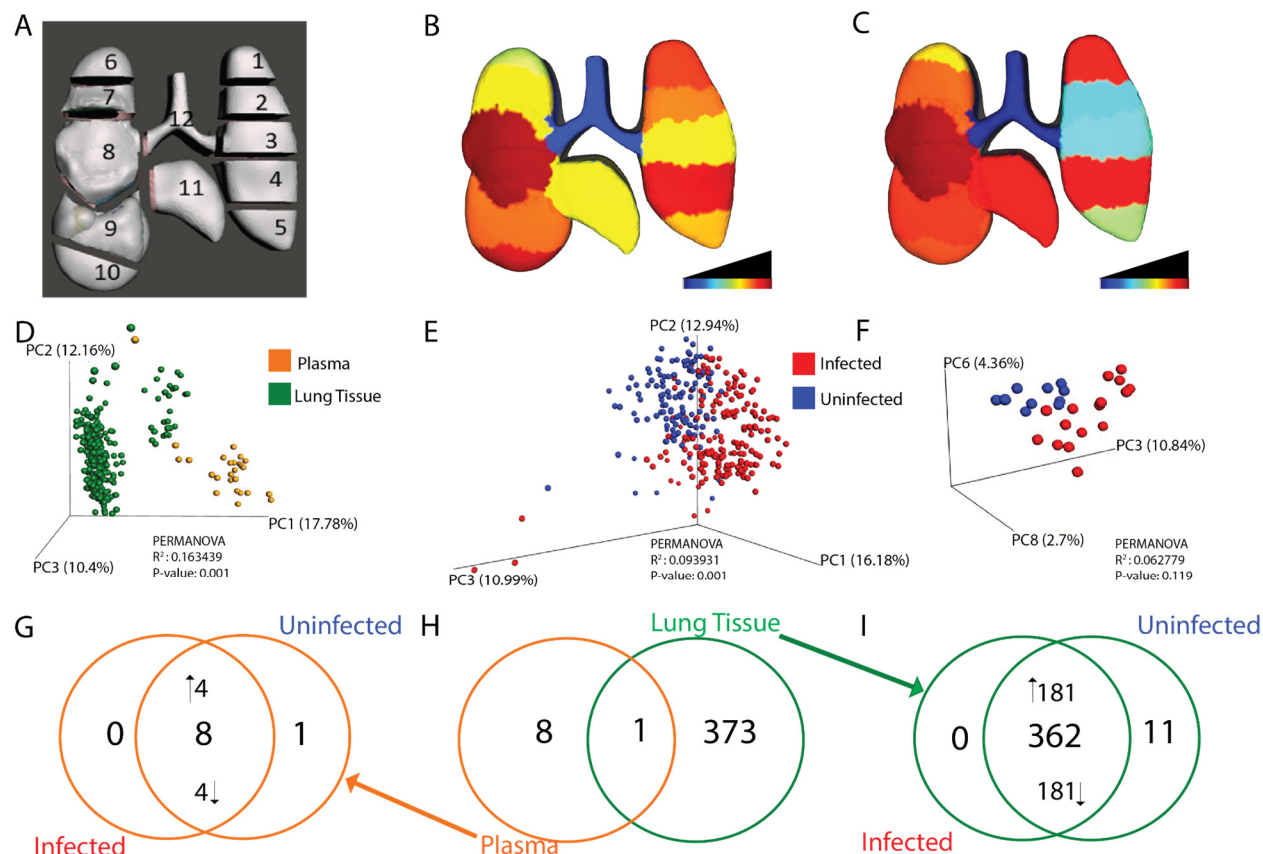 A
6
1
7
2
12
8
3
11
4
9
5
10
B
C
D
PC2 (12.16%)
Plasma
Lung Tissue
PC1 (17.78%)
PC3 (10.4%)
PERMANOVA
R²: 0.163439
P-value: 0.001
E
PC2 (12.94%)
Infected
Uninfected
PC1 (16.18%)
PC3 (10.99%)
PERMANOVA
R²: 0.093931
P-value: 0.001
F
PC6 (4.36%)
PC3 (10.84%)
PC8 (2.7%)
PERMANOVA
R²: 0.062779
P-value: 0.119
G
Uninfected
↑4
0 8 1
4↓
Infected
H
Lung Tissue
8 1 373
Plasma
I
Uninfected
↑181
0 362 11
181↓
Infected